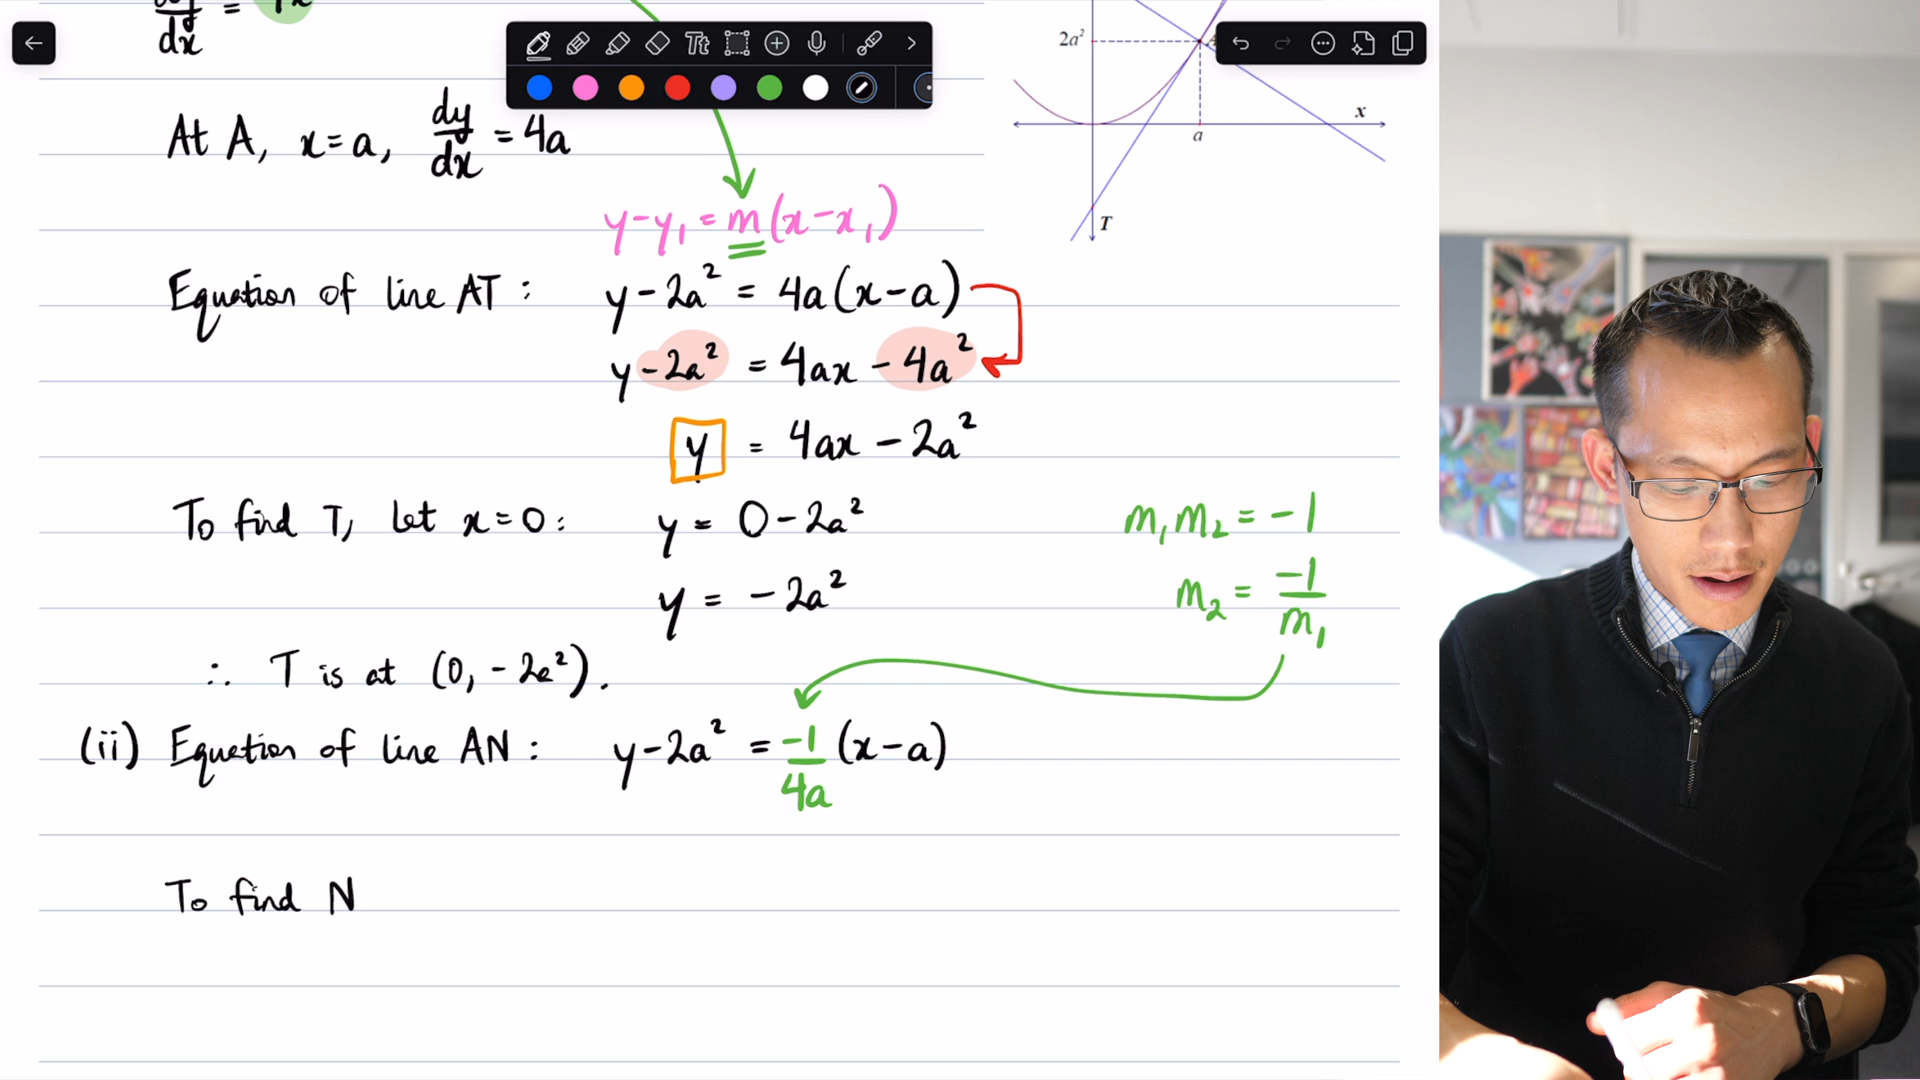 dy/dx = 4x
2a²
A
x
a
T
At A, x=a, dy/dx = 4a
y-y₁ = m(x-x₁)
Equation of line AT : y-2a² = 4a(x-a)
y-2a² = 4ax-4a²
y = 4ax-2a²
To find T, let x=0: y = 0-2a²
m₁m₂ = -1
y = -2a²
m₂ = -1/m₁
∴ T is at (0, -2a²).
(ii) Equation of line AN : y-2a² = -1/4a (x-a)
To find N
Tt